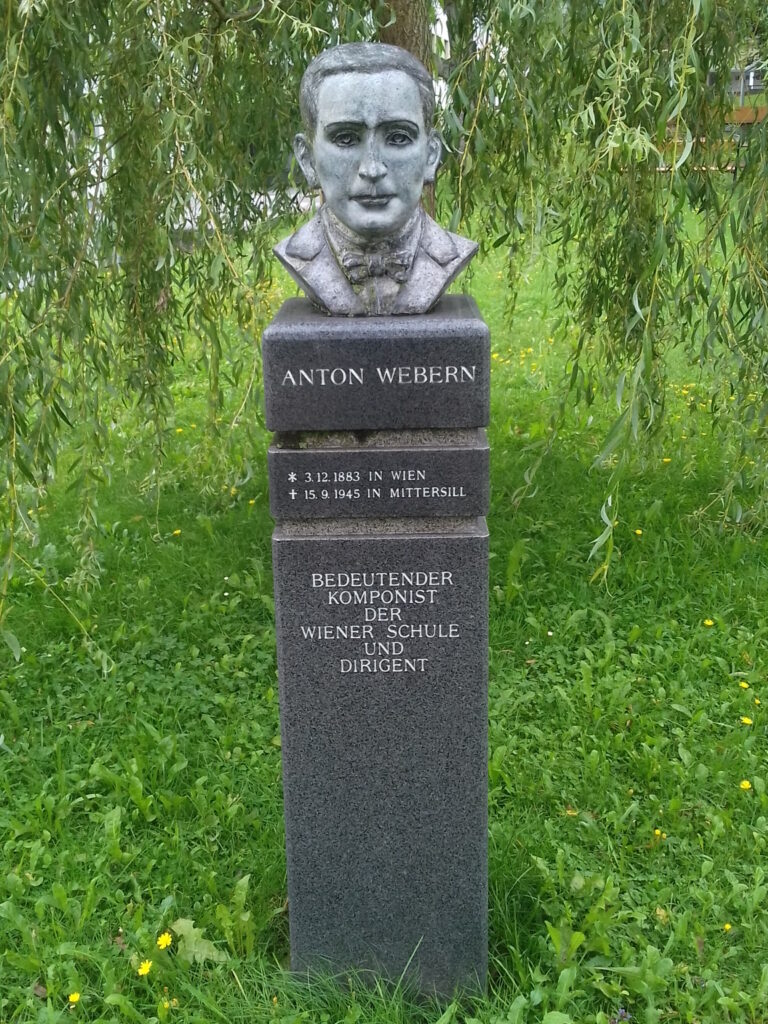 ANTON WEBERN
* 3.12.1883 IN WIEN
† 15.9.1945 IN MITTERSILL
BEDEUTENDER
KOMPONIST
DER
WIENER SCHULE
UND
DIRIGENT